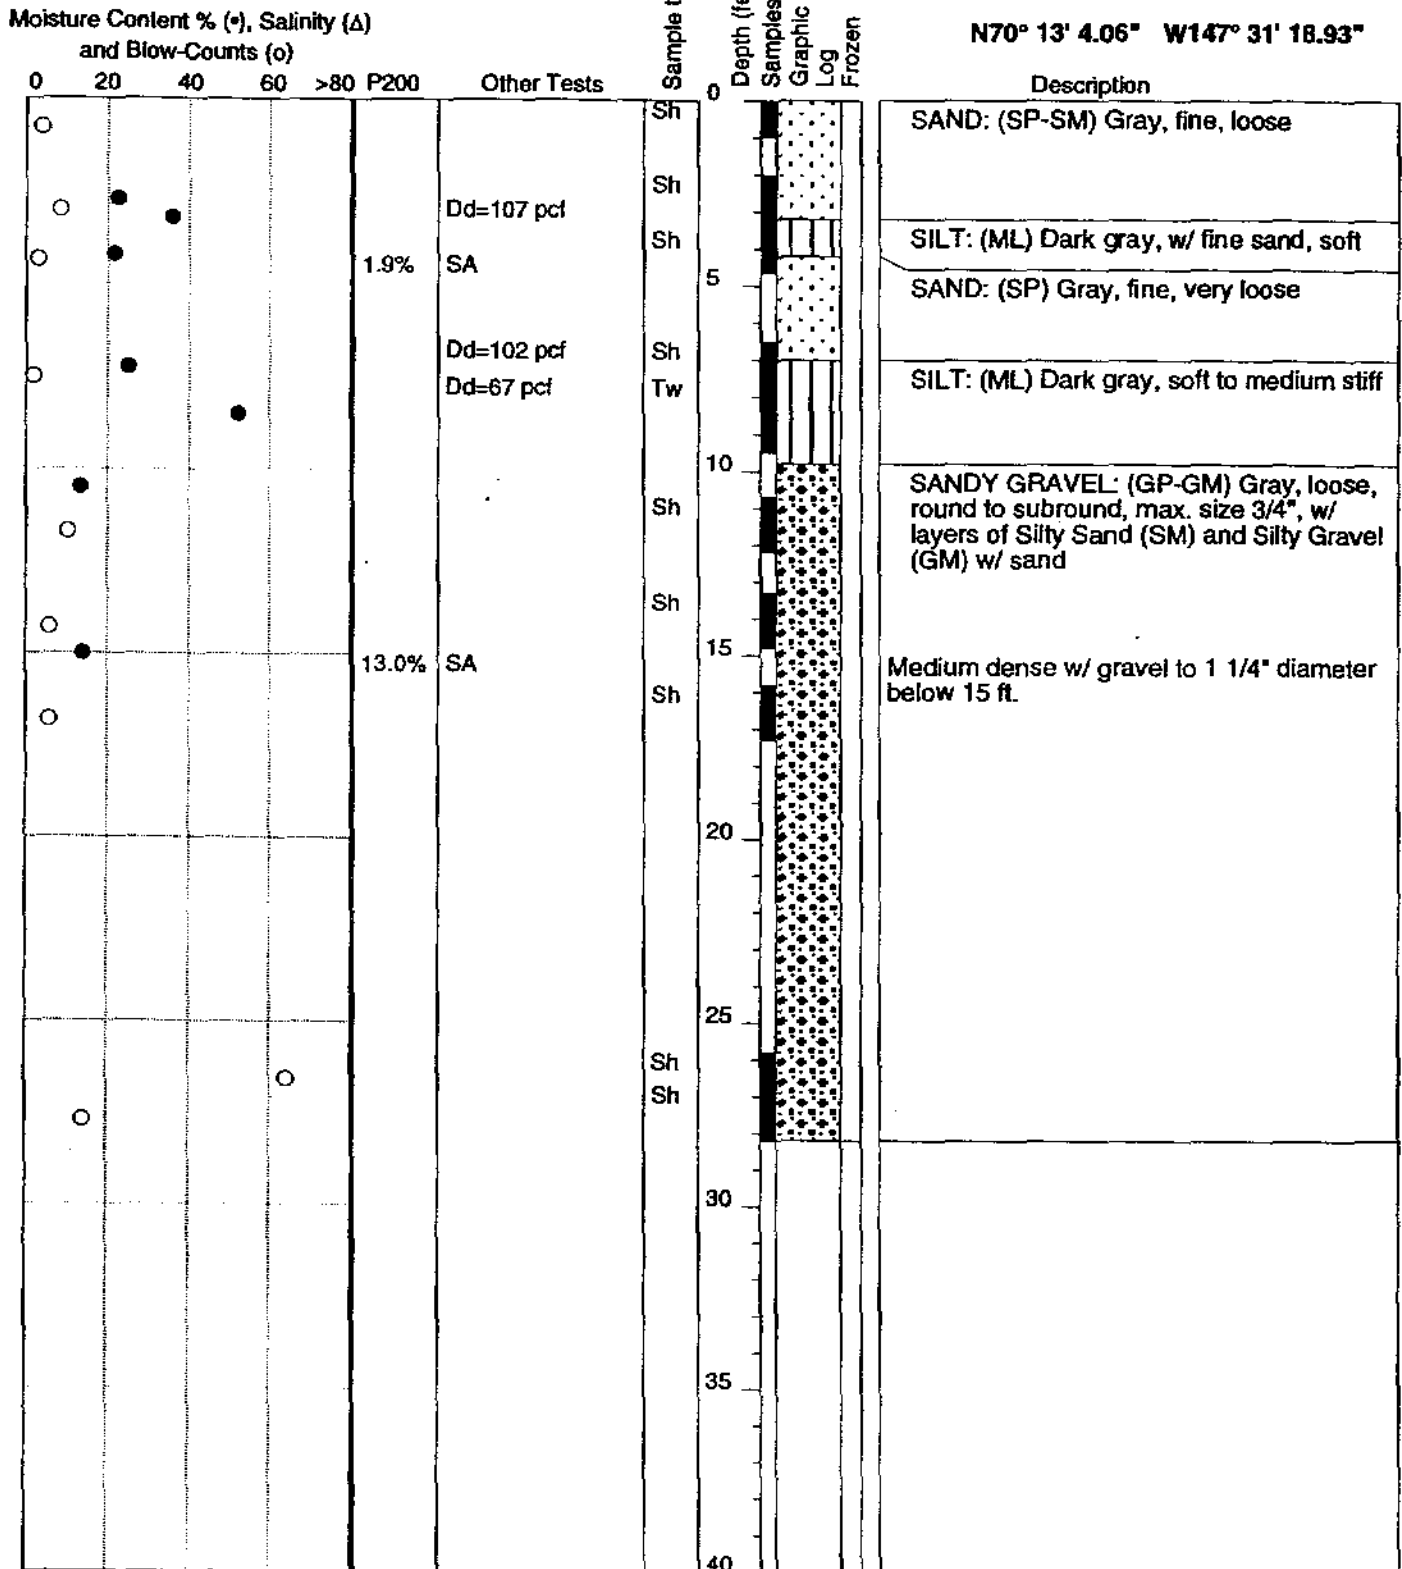 Moisture Content % (•), Salinity (Δ)
and Blow-Counts (o)
0 20 40 60 >80 P200 Other Tests
Sample t
Depth (fe
Samples
Graphic
Log
Frozen
N70° 13' 4.06" W147° 31' 18.93"
Description
0
Sh
SAND: (SP-SM) Gray, fine, loose
Sh
Dd=107 pcf
Sh
SILT: (ML) Dark gray, w/ fine sand, soft
1.9% SA
5
SAND: (SP) Gray, fine, very loose
Dd=102 pcf Sh
Dd=67 pcf Tw
SILT: (ML) Dark gray, soft to medium stiff
10
SANDY GRAVEL: (GP-GM) Gray, loose,
round to subround, max. size 3/4", w/
layers of Silty Sand (SM) and Silty Gravel
(GM) w/ sand
Sh
Sh
15
13.0% SA
Medium dense w/ gravel to 1 1/4" diameter
below 15 ft.
Sh
20
25
Sh
Sh
30
35
40